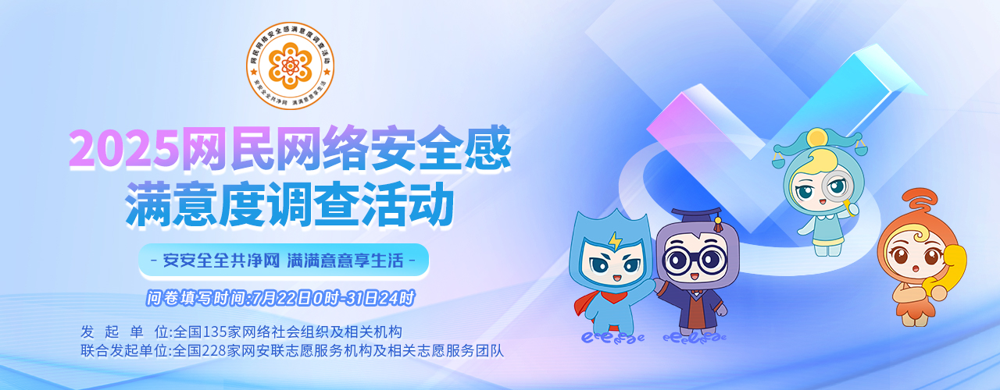 网民网络安全感满意度调查活动
安安全全共净网 满满意意享生活
2025网民网络安全感
满意度调查活动
- 安安全全共净网 满满意意享生活 -
问卷填写时间:7月22日0时-31日24时
发起单位:全国135家网络社会组织及相关机构
联合发起单位:全国228家网安联志愿服务机构及相关志愿服务团队